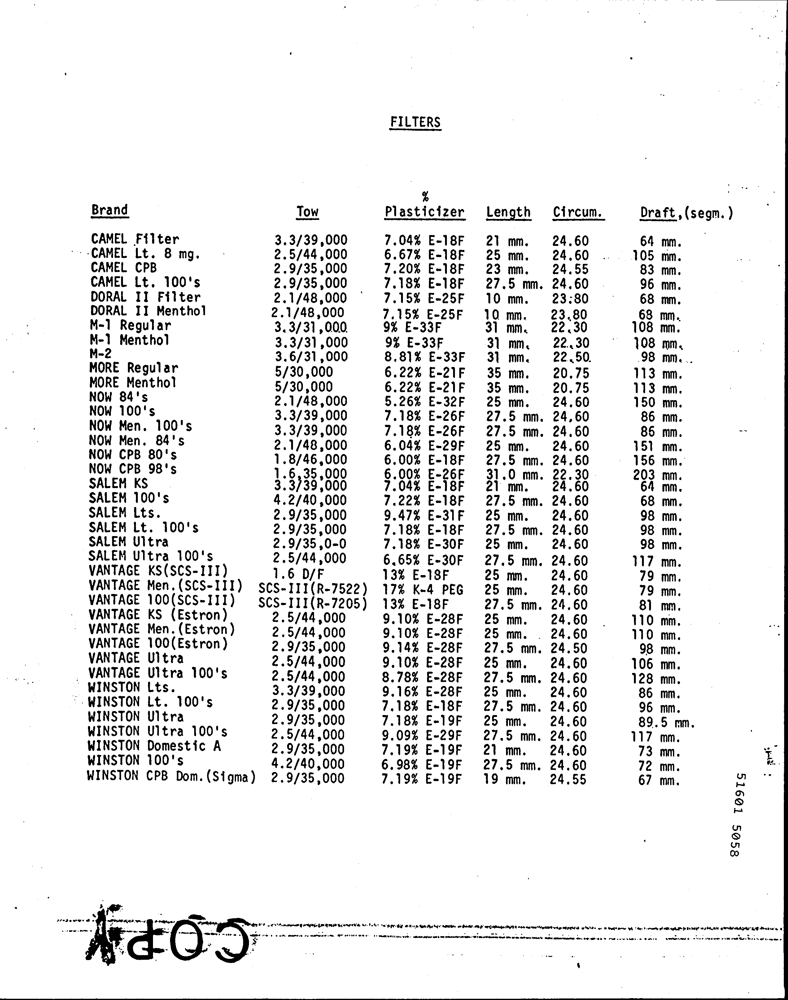 FILTERS
%
Brand Tow Plasticizer Length Circum. Draft,(segm.)
CAMEL Filter 3.3/39,000 7.04% E-18F 21 mm. 24.60 64 mm.
CAMEL Lt. 8 mg. 2.5/44,000 6.67% E-18F 25 mm. 24.60 105 mm.
CAMEL CPB 2.9/35,000 7.20% E-18F 23 mm. 24.55 83 mm.
CAMEL Lt. 100's 2.9/35,000 7.18% E-18F 27.5 mm. 24.60 96 mm.
DORAL II Filter 2.1/48,000 7.15% E-25F 10 mm. 23.80 68 mm.
DORAL II Menthol 2.1/48,000 7.15% E-25F 10 mm. 23.80 68 mm.
M-1 Regular 3.3/31,000 9% E-33F 31 mm. 22.30 108 mm.
M-1 Menthol 3.3/31,000 9% E-33F 31 mm. 22.30 108 mm.
M-2 3.6/31,000 8.81% E-33F 31 mm. 22.50 98 mm.
MORE Regular 5/30,000 6.22% E-21F 35 mm. 20.75 113 mm.
MORE Menthol 5/30,000 6.22% E-21F 35 mm. 20.75 113 mm.
NOW 84's 2.1/48,000 5.26% E-32F 25 mm. 24.60 150 mm.
NOW 100's 3.3/39,000 7.18% E-26F 27.5 mm. 24.60 86 mm.
NOW Men. 100's 3.3/39,000 7.18% E-26F 27.5 mm. 24.60 86 mm.
NOW Men. 84's 2.1/48,000 6.04% E-29F 25 mm. 24.60 151 mm.
NOW CPB 80's 1.8/46,000 6.00% E-18F 27.5 mm. 24.60 156 mm.
NOW CPB 98's 1.6,35,000 6.00% E-26F 31.0 mm. 22.30 203 mm.
SALEM KS 3.3/39,000 7.04% E-18F 21 mm. 24.60 64 mm.
SALEM 100's 4.2/40,000 7.22% E-18F 27.5 mm. 24.60 68 mm.
SALEM Lts. 2.9/35,000 9.47% E-31F 25 mm. 24.60 98 mm.
SALEM Lt. 100's 2.9/35,000 7.18% E-18F 27.5 mm. 24.60 98 mm.
SALEM Ultra 2.9/35,0-0 7.18% E-30F 25 mm. 24.60 98 mm.
SALEM Ultra 100's 2.5/44,000 6.65% E-30F 27.5 mm. 24.60 117 mm.
VANTAGE KS(SCS-III) 1.6 D/F 13% E-18F 25 mm. 24.60 79 mm.
VANTAGE Men.(SCS-III) SCS-III(R-7522) 17% K-4 PEG 25 mm. 24.60 79 mm.
VANTAGE 100(SCS-III) SCS-III(R-7205) 13% E-18F 27.5 mm. 24.60 81 mm.
VANTAGE KS (Estron) 2.5/44,000 9.10% E-28F 25 mm. 24.60 110 mm.
VANTAGE Men.(Estron) 2.5/44,000 9.10% E-28F 25 mm. 24.60 110 mm.
VANTAGE 100(Estron) 2.9/35,000 9.14% E-28F 27.5 mm. 24.50 98 mm.
VANTAGE Ultra 2.5/44,000 9.10% E-28F 25 mm. 24.60 106 mm.
VANTAGE Ultra 100's 2.5/44,000 8.78% E-28F 27.5 mm. 24.60 128 mm.
WINSTON Lts. 3.3/39,000 9.16% E-28F 25 mm. 24.60 86 mm.
WINSTON Lt. 100's 2.9/35,000 7.18% E-18F 27.5 mm. 24.60 96 mm.
WINSTON Ultra 2.9/35,000 7.18% E-19F 25 mm. 24.60 89.5 mm.
WINSTON Ultra 100's 2.5/44,000 9.09% E-29F 27.5 mm. 24.60 117 mm.
WINSTON Domestic A 2.9/35,000 7.19% E-19F 21 mm. 24.60 73 mm.
WINSTON 100's 4.2/40,000 6.98% E-19F 27.5 mm. 24.60 72 mm.
WINSTON CPB Dom.(Sigma) 2.9/35,000 7.19% E-19F 19 mm. 24.55 67 mm.
51601 5058
COPY